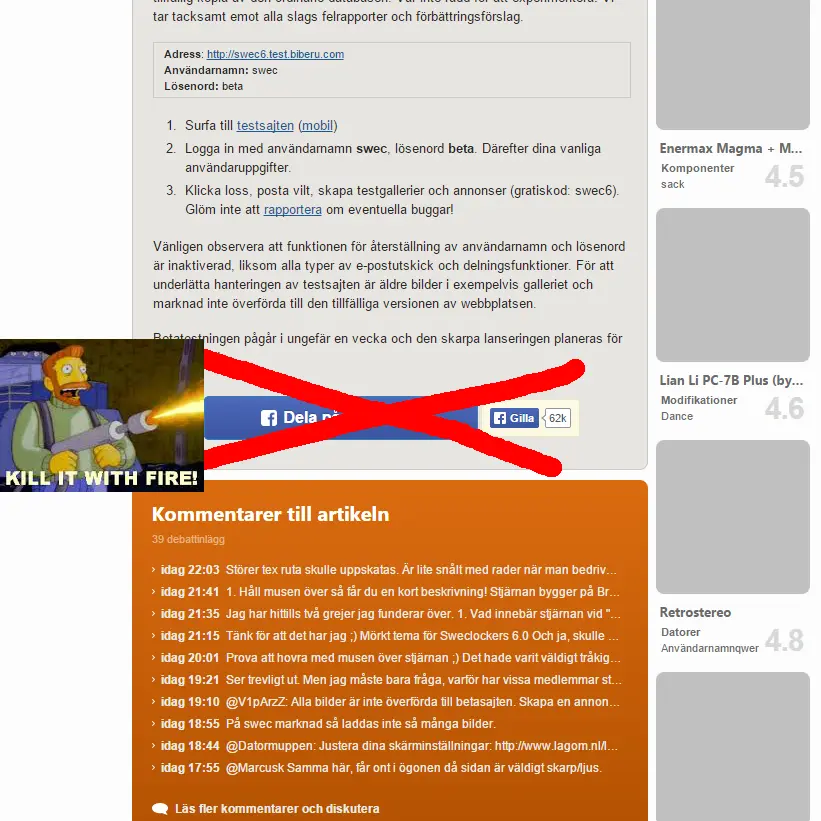 tar tacksamt emot alla slags felrapporter och förbättringsförslag.
Adress: http://swec6.test.biberu.com
Användarnamn: swec
Lösenord: beta
1. Surfa till testsajten (mobil)
2. Logga in med användarnamn swec, lösenord beta. Därefter dina vanliga
användaruppgifter.
3. Klicka loss, posta vilt, skapa testgallerier och annonser (gratiskod: swec6).
Glöm inte att rapportera om eventuella buggar!
Vänligen observera att funktionen för återställning av användarnamn och lösenord
är inaktiverad, liksom alla typer av e-postutskick och delningsfunktioner. För att
underlätta hanteringen av testsajten är äldre bilder i exempelvis galleriet och
marknad inte överförda till den tillfälliga versionen av webbplatsen.
Betatestningen pågår i ungefär en vecka och den skarpa lanseringen planeras för
Dela på
Gilla 62k
KILL IT WITH FIRE!
Kommentarer till artikeln
39 debattinlägg
› idag 22:03 Störer tex ruta skulle uppskatas. Är lite snålt med rader när man bedriv...
› idag 21:41 1. Håll musen över så får du en kort beskrivning! Stjärnan bygger på Br...
› idag 21:35 Jag har hittills två grejer jag funderar över. 1. Vad innebär stjärnan vid "...
› idag 21:15 Tänk för att det har jag ;) Mörkt tema för Sweclockers 6.0 Och ja, skulle ...
› idag 20:01 Prova att hovra med musen över stjärnan ;) Det hade varit väldigt tråkig...
› idag 19:21 Ser trevligt ut. Men jag måste bara fråga, varför har vissa medlemmar st...
› idag 19:10 @V1pArzZ: Alla bilder är inte överförda till betasajten. Skapa en annon...
› idag 18:55 På swec marknad så laddas inte så många bilder.
› idag 18:44 @Datormuppen: Justera dina skärminställningar: http://www.lagom.nl/l...
› idag 17:55 @Marcusk Samma här, får ont i ögonen då sidan är väldigt skarp/ljus.
Läs fler kommentarer och diskutera
Enermax Magma + M...
Komponenter
sack
4.5
Lian Li PC-7B Plus (by...
Modifikationer
Dance
4.6
Retrostereo
Datorer
Användarnamnqwer
4.8